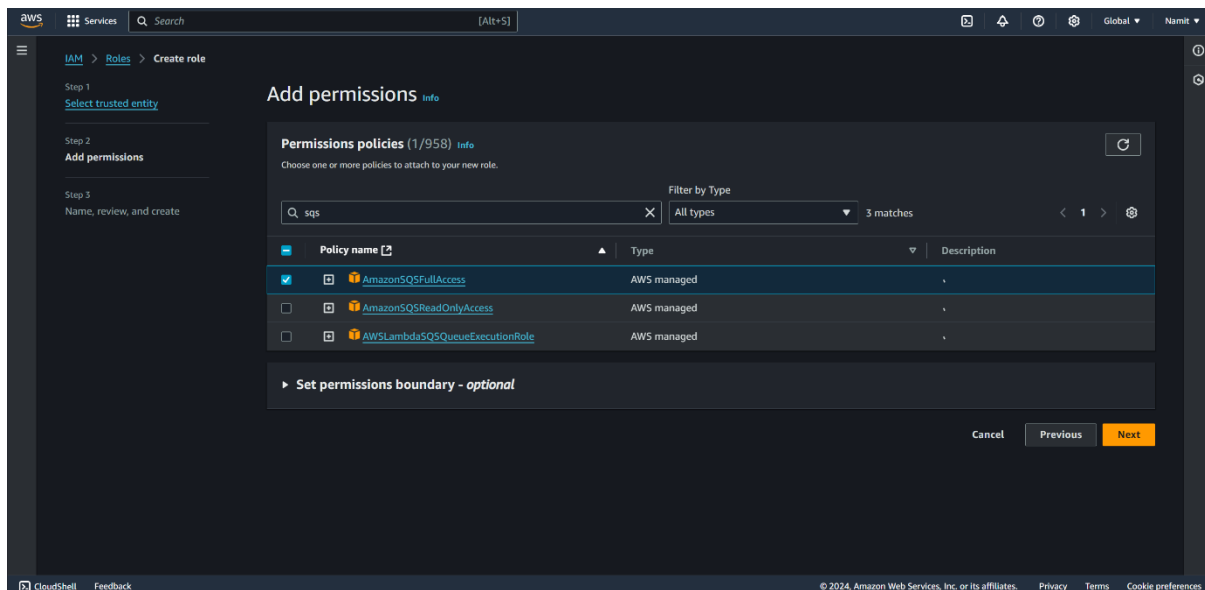 aws Services Search [Alt+S] Global Namit
IAM > Roles > Create role
Step 1
Select trusted entity
Step 2
Add permissions
Step 3
Name, review, and create
Add permissions Info
Permissions policies (1/958) Info
Choose one or more policies to attach to your new role.
Filter by Type
sqs All types 3 matches < 1 >
Policy name Type Description
AmazonSQSFullAccess AWS managed
AmazonSQSReadOnlyAccess AWS managed
AWSLambdaSQSQueueExecutionRole AWS managed
Set permissions boundary - optional
Cancel Previous Next
CloudShell Feedback © 2024, Amazon Web Services, Inc. or its affiliates. Privacy Terms Cookie preferences